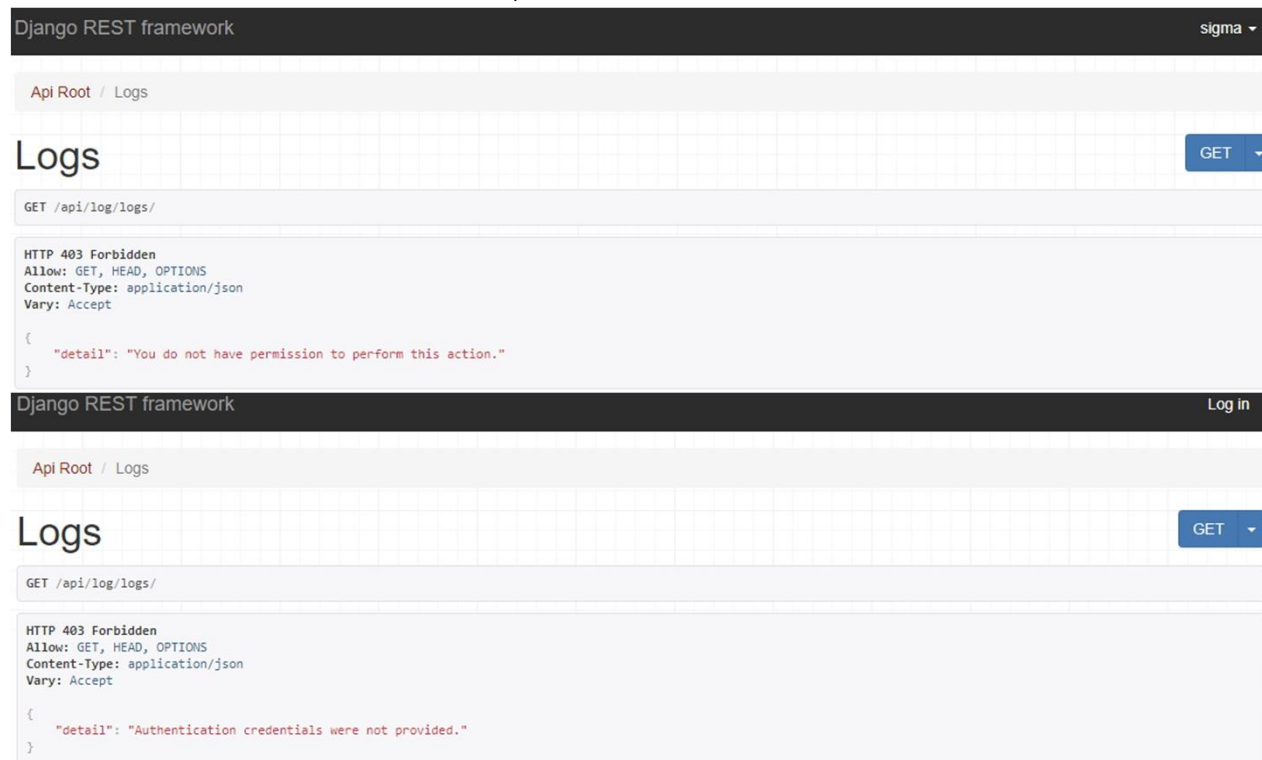 Django REST framework sigma
Api Root / Logs
Logs
GET
GET /api/log/logs/
HTTP 403 Forbidden
Allow: GET, HEAD, OPTIONS
Content-Type: application/json
Vary: Accept
{
"detail": "You do not have permission to perform this action."
}
Django REST framework Log in
Api Root / Logs
Logs
GET
GET /api/log/logs/
HTTP 403 Forbidden
Allow: GET, HEAD, OPTIONS
Content-Type: application/json
Vary: Accept
{
"detail": "Authentication credentials were not provided."
}